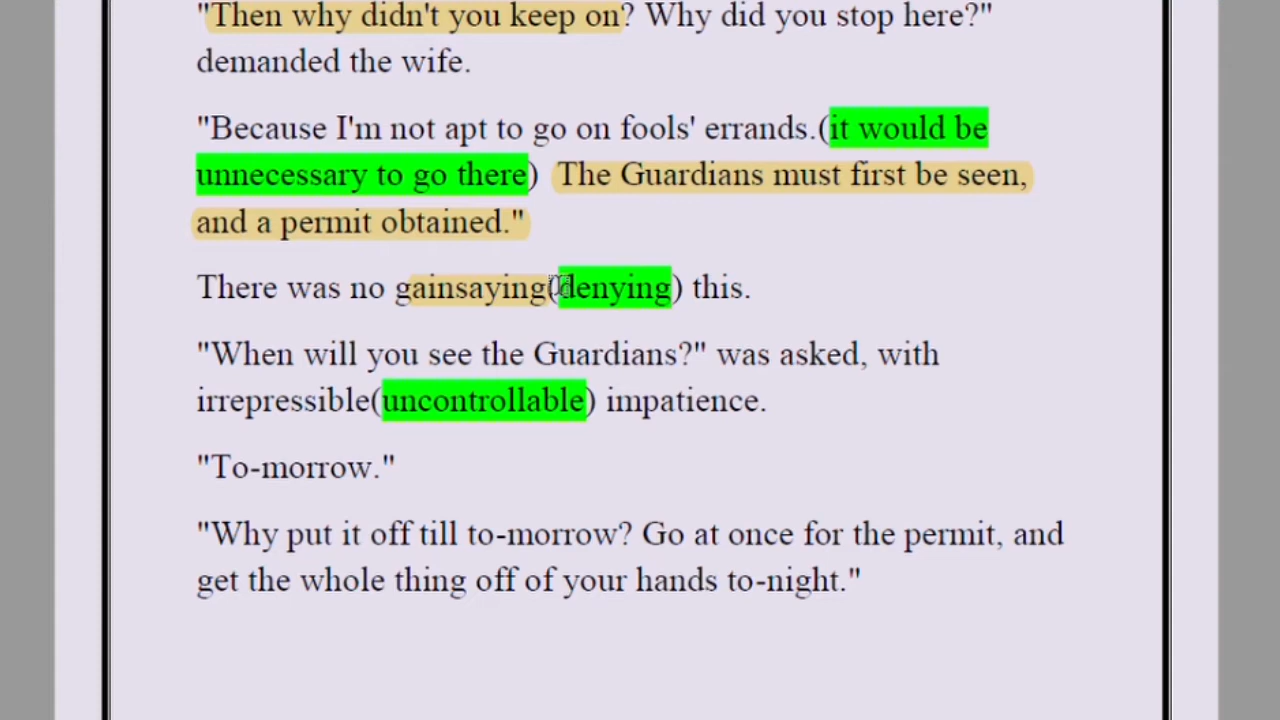 "Then why didn't you keep on? Why did you stop here?"
demanded the wife.
"Because I'm not apt to go on fools' errands.(it would be
unnecessary to go there) The Guardians must first be seen,
and a permit obtained."
There was no gainsaying(denying) this.
"When will you see the Guardians?" was asked, with
irrepressible(uncontrollable) impatience.
"To-morrow."
"Why put it off till to-morrow? Go at once for the permit, and
get the whole thing off of your hands to-night."